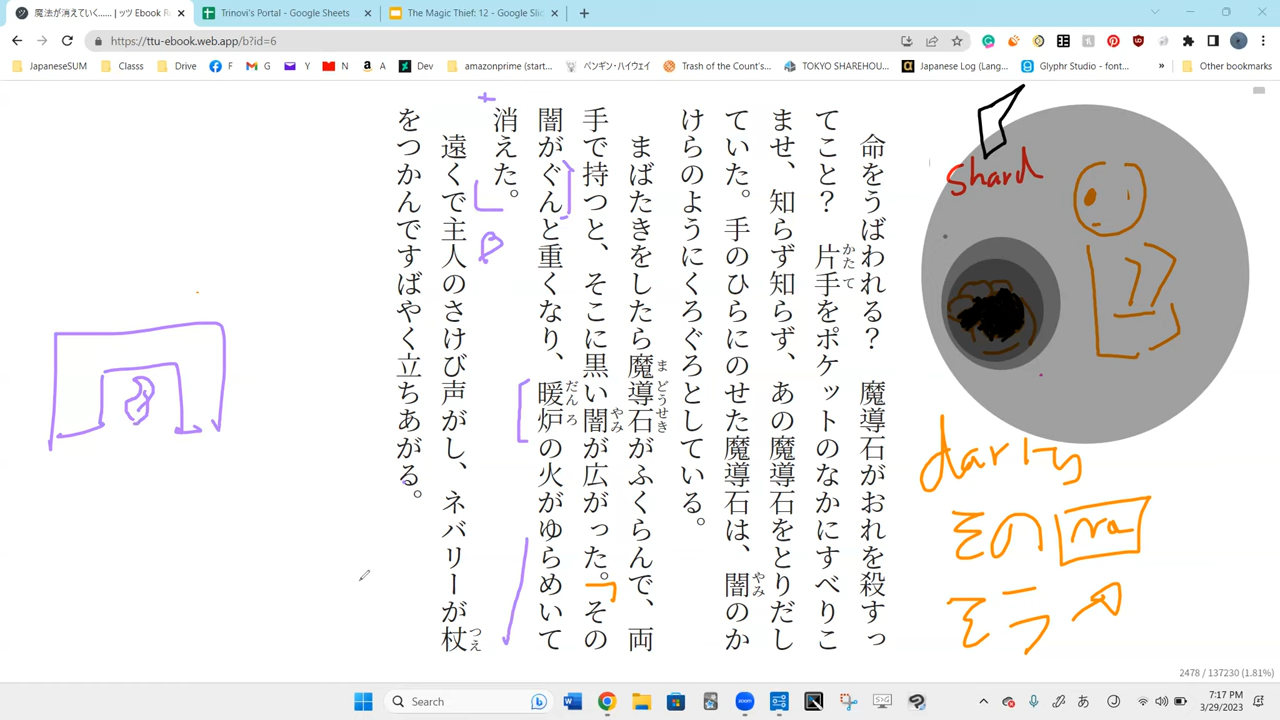 魔法が消えていく...... | ッツ Ebook R
Trinovi's Portal - Google Sheets
The Magic Thief: 12 - Google Slid
https://ttu-ebook.web.app/b?id=6
JapaneseSUM
Classs
Drive
F
G
Y
N
A
Dev
amazonprime (start...
ペンギン・ハイウェイ
Trash of the Count's...
TOKYO SHAREHOU...
Japanese Log (Lang...
Glyphr Studio - font...
Other bookmarks
命をうばわれる？　魔導石がおれを殺すっ
てこと？　片手をポケットのなかにすべりこ
ませ、知らず知らず、あの魔導石をとりだし
ていた。手のひらにのせた魔導石は、闇のか
けらのようにくろぐろとしている。
まばたきをしたら魔導石がふくらんで、両
手で持つと、そこに黒い闇が広がった。その
闇がぐんと重くなり、暖炉の火がゆらめいて
消えた。
遠くで主人のさけび声がし、ネバリーが杖
をつかんですばやく立ちあがる。
かたて
やみ
まどうせき
やみ
だんろ
つえ
shard
その
2478 / 137230 (1.81%)
Search
zoom
あ
7:17 PM
3/29/2023